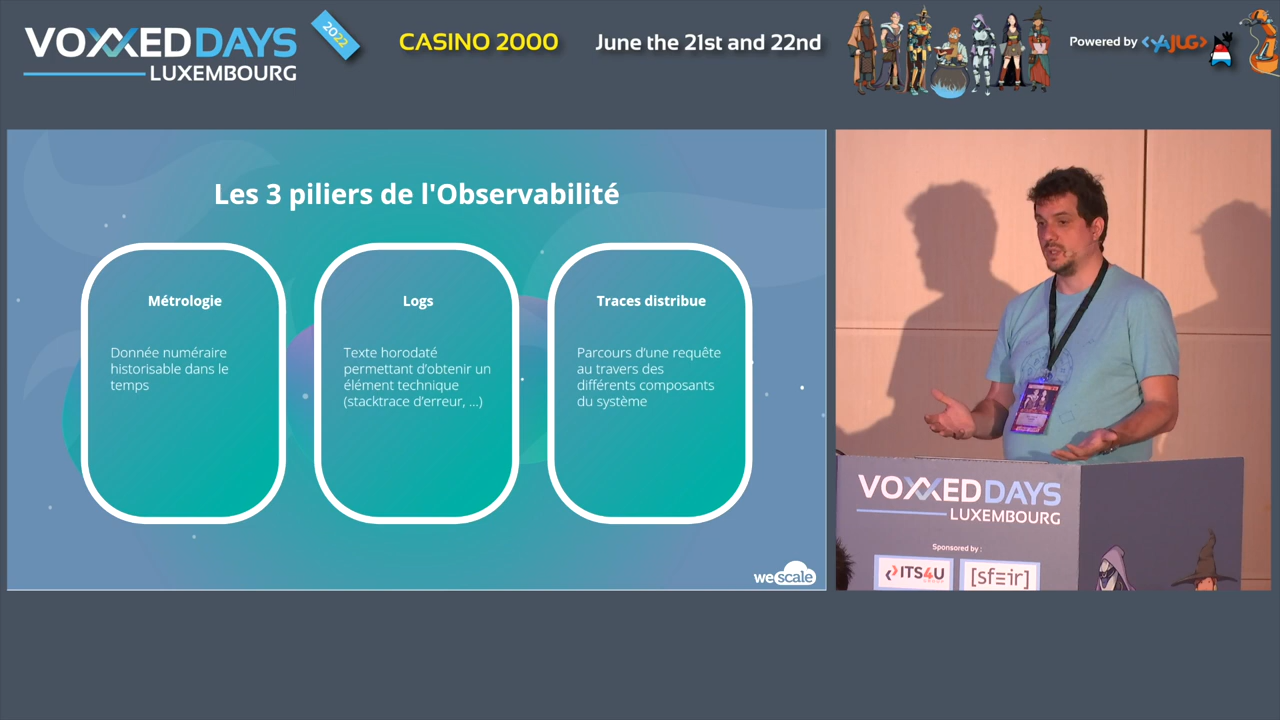 VOXXED DAYS
LUXEMBOURG
2022
CASINO 2000
June the 21st and 22nd
Powered by <YAJUG>
Les 3 piliers de l'Observabilité
Métrologie
Donnée numéraire
historisable dans le
temps
Logs
Texte horodaté
permettant d'obtenir un
élément technique
(stacktrace d'erreur, ...)
Traces distribue
Parcours d'une requête
au travers des
différents composants
du système
we scale
VOXXED DAYS
LUXEMBOURG
Sponsored by :
ITS4U
[sfeir]